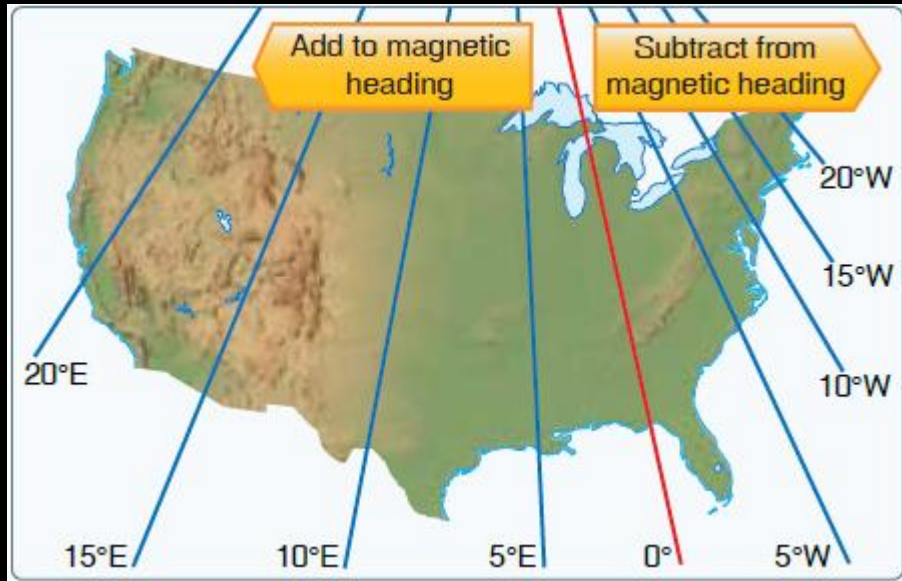 Add to magnetic
heading
Subtract from
magnetic heading
20°W
15°W
20°E
10°W
15°E
10°E
5°E
0°
5°W